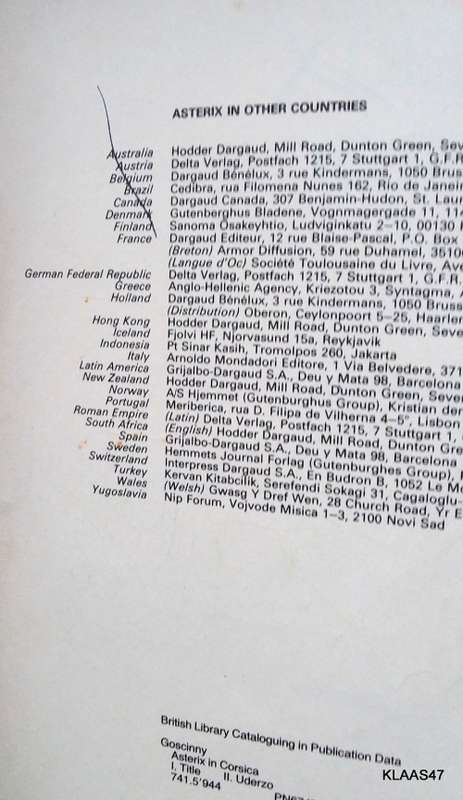 ASTERIX IN OTHER COUNTRIES
Australia Hodder Dargaud, Mill Road, Dunton Green, Sev
Austria Delta Verlag, Postfach 1215, 7 Stuttgart 1, G.F.R.
Belgium Dargaud Bénélux, 3 rue Kindermans, 1050 Bruss
Brazil Cedibra, rua Filomena Nunes 162, Rio de Janeir
Canada Dargaud Canada, 307 Benjamin-Hudon, St. Laur
Denmark Gutenberghus Bladene, Vognmagergade 11, 114
Finland Sanoma Osakeyhtio, Ludviginkatu 2-10, 00130 H
France Dargaud Editeur, 12 rue Blaise-Pascal, P.O. Box
(Breton) Armor Diffusion, 59 rue Duhamel, 3510
(Langue d'Oc) Société Toulousaine du Livre, Ave
German Federal Republic Delta Verlag, Postfach 1215, 7 Stuttgart 1, G.F.R.
Greece Anglo-Hellenic Agency, Kriezotou 3, Syntagma, A
Holland Dargaud Bénélux, 3 rue Kindermans, 1050 Bruss
(Distribution) Oberon, Ceylonpoort 5-25, Haarlem
Hong Kong Hodder Dargaud, Mill Road, Dunton Green, Seve
Iceland Fjolvi HF, Njorvasund 15a, Reykjavik
Indonesia Pt Sinar Kasih, Tromolpos 260, Jakarta
Italy Arnoldo Mondadori Editore, 1 Via Belvedere, 371
Latin America Grijalbo-Dargaud S.A., Deu y Mata 98, Barcelona
New Zealand Hodder Dargaud, Mill Road, Dunton Green, Seve
Norway A/S Hjemmet (Gutenburghus Group), Kristian der
Portugal Meriberica, rua D. Filipa de Vilherna 4-5°, Lisbon
Roman Empire (Latin) Delta Verlag, Postfach 1215, 7 Stuttgart 1,
South Africa (English) Hodder Dargaud, Mill Road, Dunton Gre
Spain Grijalbo-Dargaud S.A., Deu y Mata 98, Barcelona
Sweden Hemmets Journal Forlag (Gutenburghes Group),
Switzerland Interpress Dargaud S.A., En Budron B, 1052 Le Mo
Turkey Kervan Kitabcilik, Serefendi Sokagi 31, Cagaloglu-
Wales (Welsh) Gwasg Y Dref Wen, 28 Church Road, Yr E
Yugoslavia Nip Forum, Vojvode Misica 1-3, 2100 Novi Sad
British Library Cataloguing in Publication Data
Goscinny
Asterix in Corsica
I. Title II. Uderzo
741.5'944
KLAAS47